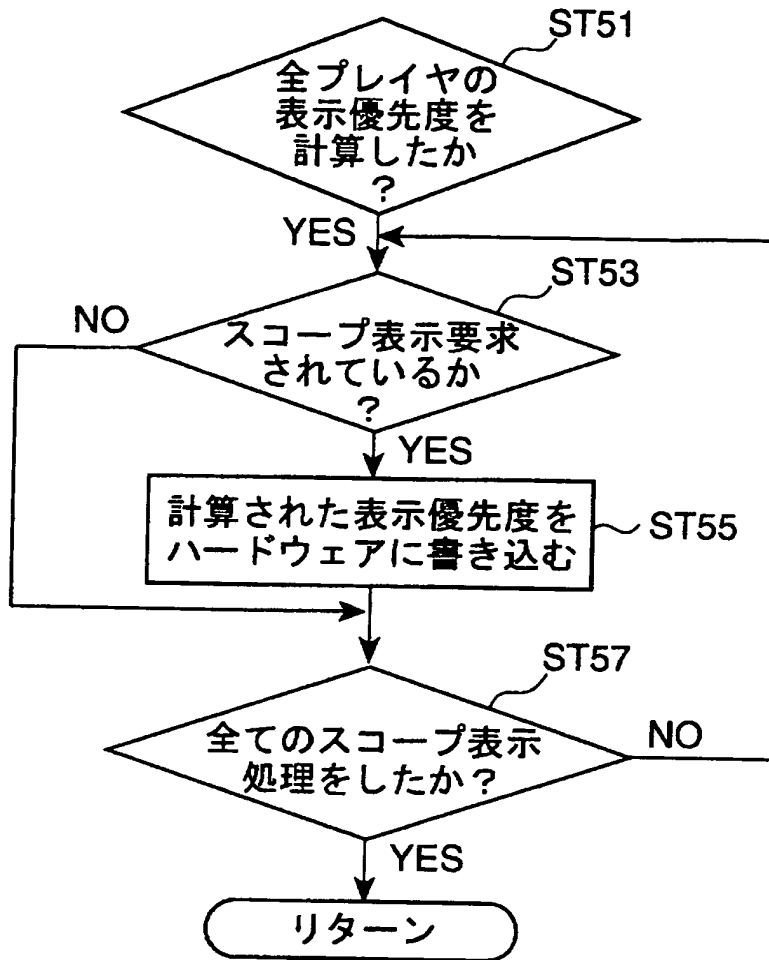 ST51
全プレイヤの
表示優先度を
計算したか
?
YES
ST53
NO
スコープ表示要求
されているか
?
YES
計算された表示優先度を
ハードウェアに書き込む
ST55
ST57
全てのスコープ表示
処理をしたか?
NO
YES
リターン